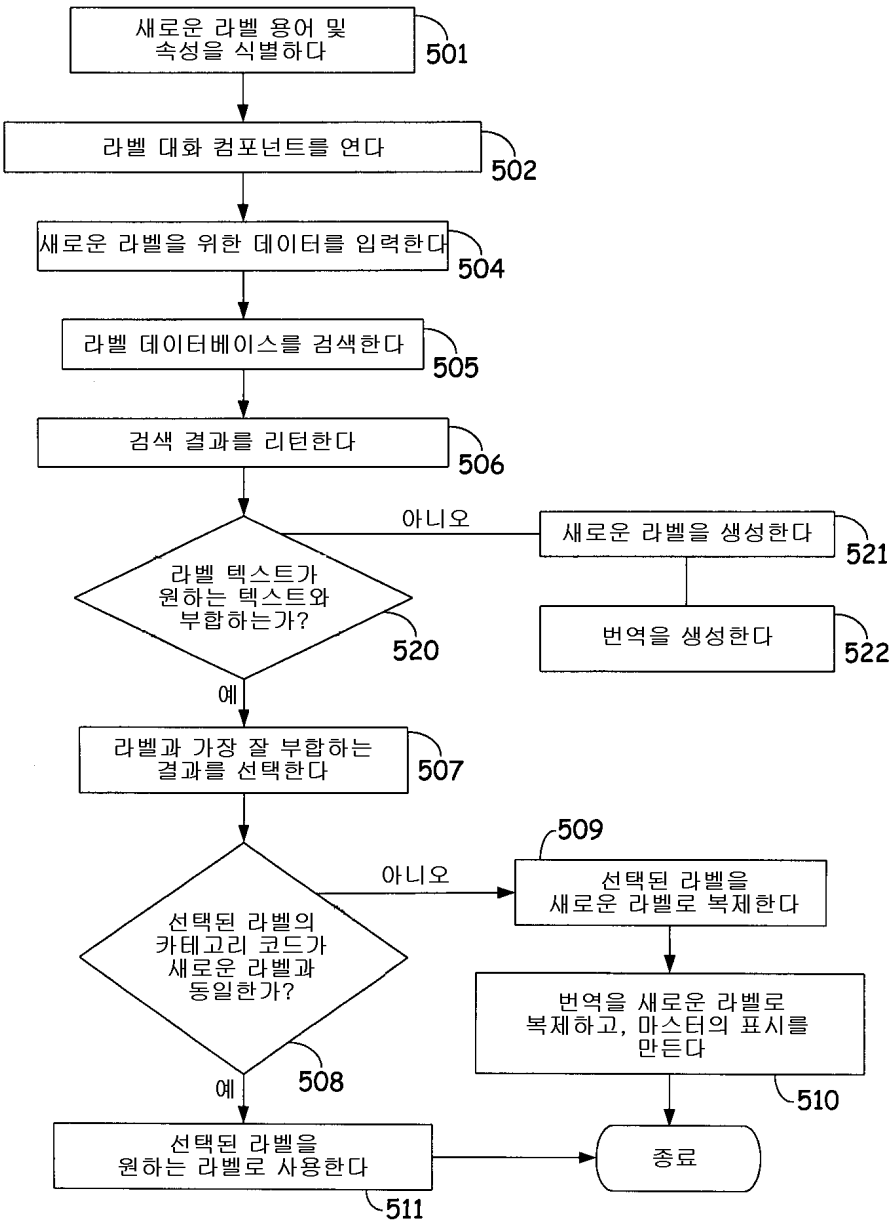 새로운 라벨 용어 및
속성을 식별하다
501
라벨 대화 컴포넌트를 연다
502
새로운 라벨을 위한 데이터를 입력한다
504
라벨 데이터베이스를 검색한다
505
검색 결과를 리턴한다
506
아니오
새로운 라벨을 생성한다
521
라벨 텍스트가
원하는 텍스트와
부합하는가?
520
번역을 생성한다
522
예
라벨과 가장 잘 부합하는
결과를 선택한다
507
509
아니오
선택된 라벨을
새로운 라벨로 복제한다
선택된 라벨의
카테고리 코드가
새로운 라벨과
동일한가?
508
번역을 새로운 라벨로
복제하고, 마스터의 표시를
만든다
510
예
선택된 라벨을
원하는 라벨로 사용한다
511
종료